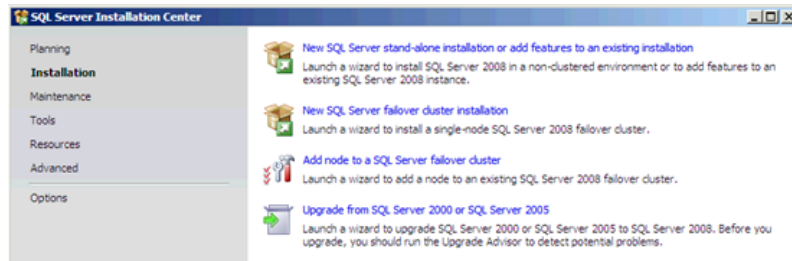 SQL Server Installation Center
Planning
Installation
Maintenance
Tools
Resources
Advanced
Options
New SQL Server stand-alone installation or add features to an existing installation
Launch a wizard to install SQL Server 2008 in a non-clustered environment or to add features to an
existing SQL Server 2008 instance.
New SQL Server failover cluster installation
Launch a wizard to install a single-node SQL Server 2008 failover cluster.
Add node to a SQL Server failover cluster
Launch a wizard to add a node to an existing SQL Server 2008 failover cluster.
Upgrade from SQL Server 2000 or SQL Server 2005
Launch a wizard to upgrade SQL Server 2000 or SQL Server 2005 to SQL Server 2008. Before you
upgrade, you should run the Upgrade Advisor to detect potential problems.